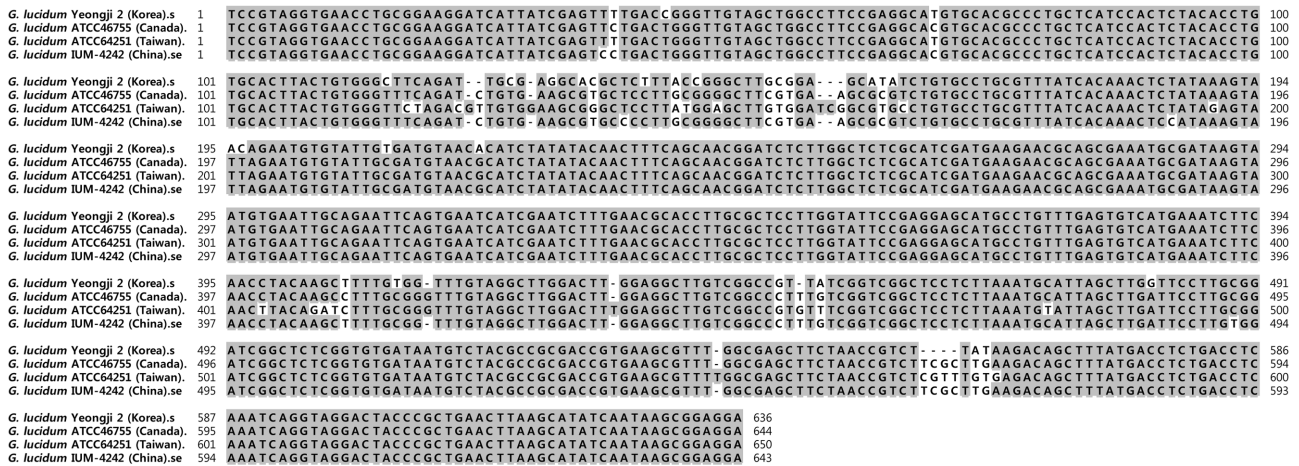 G. lucidum Yeongji 2 (Korea).s 1 TCCGTAGGTGAACCTGCGGAAGGATCATTATCGAGTTTTGACCGGGTTGTAGCTGGCCTTCCGAGGCATGTGCACGCCCTGCTCATCCACTCTACACCTG 100
G. lucidum ATCC46755 (Canada). 1 TCCGTAGGTGAACCTGCGGAAGGATCATTATCGAGTTCTGACTGGGTTGTAGCTGGCCTTCCGAGGCACGTGCACGCCCTGCTCATCCACTCTACACCTG 100
G. lucidum ATCC64251 (Taiwan). 1 TCCGTAGGTGAACCTGCGGAAGGATCATTATCGAGTTCTGACTGGGTTGTAGCTGGCCTTCCGAGGCACGTGCACGCCCTGCTCATCCACTCTACACCTG 100
G. lucidum IUM-4242 (China).se 1 TCCGTAGGTGAACCTGCGGAAGGATCATTATCGAGTCCTGACTGGGTTGTAGCTGGCCTTCCGAGGCACGTGCACGCCCTGCTCATCCACTCTACACCTG 100
G. lucidum Yeongji 2 (Korea).s 101 TGCACTTACTGTGGGCTTCAGAT--TGCG-AGGCACGCTCTTTACCGGGCTTGCGGA---GCATATCTGTGCCTGCGTTTATCACAAACTCTATAAAGTA 194
G. lucidum ATCC46755 (Canada). 101 TGCACTTACTGTGGGTTTCAGAT-CTGTG-AAGCGTGCTCCTTGCGGGGCTTCGTGA--AGCGCGTCTGTGCCTGCGTTTATCACAAACTCTATAAAGTA 196
G. lucidum ATCC64251 (Taiwan). 101 TGCACTTACTGTGGGTTCTAGACGTTGTGGAAGCGGGCTCCTTATGGAGCTTGTGGATCGGCGTGCCTGTGCCTGCGTTTATCACAAACTCTATAGAGTA 200
G. lucidum IUM-4242 (China).se 101 TGCACTTACTGTGGGTTTCAGAT-CTGTG-AAGCGTGCCCCTTGCGGGGCTTCGTGA--AGCGCGTCTGTGCCTGCGTTTATCACAAACTCCATAAAGTA 196
G. lucidum Yeongji 2 (Korea).s 195 ACAGAATGTGTATTGTGATGTAACACATCTATATACAACTTTCAGCAACGGATCTCTTGGCTCTCGCATCGATGAAGAACGCAGCGAAATGCGATAAGTA 294
G. lucidum ATCC46755 (Canada). 197 TTAGAATGTGTATTGCGATGTAACGCATCTATATACAACTTTCAGCAACGGATCTCTTGGCTCTCGCATCGATGAAGAACGCAGCGAAATGCGATAAGTA 296
G. lucidum ATCC64251 (Taiwan). 201 TTAGAATGTGTATTGCGATGTAACGCATCTATATACAACTTTCAGCAACGGATCTCTTGGCTCTCGCATCGATGAAGAACGCAGCGAAATGCGATAAGTA 300
G. lucidum IUM-4242 (China).se 197 TTAGAATGTGTATTGCGATGTAACGCATCTATATACAACTTTCAGCAACGGATCTCTTGGCTCTCGCATCGATGAAGAACGCAGCGAAATGCGATAAGTA 296
G. lucidum Yeongji 2 (Korea).s 295 ATGTGAATTGCAGAATTCAGTGAATCATCGAATCTTTGAACGCACCTTGCGCTCCTTGGTATTCCGAGGAGCATGCCTGTTTGAGTGTCATGAAATCTTC 394
G. lucidum ATCC46755 (Canada). 297 ATGTGAATTGCAGAATTCAGTGAATCATCGAATCTTTGAACGCACCTTGCGCTCCTTGGTATTCCGAGGAGCATGCCTGTTTGAGTGTCATGAAATCTTC 396
G. lucidum ATCC64251 (Taiwan). 301 ATGTGAATTGCAGAATTCAGTGAATCATCGAATCTTTGAACGCACCTTGCGCTCCTTGGTATTCCGAGGAGCATGCCTGTTTGAGTGTCATGAAATCTTC 400
G. lucidum IUM-4242 (China).se 297 ATGTGAATTGCAGAATTCAGTGAATCATCGAATCTTTGAACGCACCTTGCGCTCCTTGGTATTCCGAGGAGCATGCCTGTTTGAGTGTCATGAAATCTTC 396
G. lucidum Yeongji 2 (Korea).s 395 AACCTACAAGCTTTTGTGG-TTTGTAGGCTTGGACTT-GGAGGCTTGTCGGCCGT-TATCGGTCGGCTCCTCTTAAATGCATTAGCTTGGTTCCTTGCGG 491
G. lucidum ATCC46755 (Canada). 397 AACCTACAAGCCTTTGCGGGTTTGTAGGCTTGGACTT-GGAGGCTTGTCGGCCCTTTGTCGGTCGGCTCCTCTTAAATGCATTAGCTTGATTCCTTGCGG 495
G. lucidum ATCC64251 (Taiwan). 401 AACTTACAGATCTTTGCGGGTTTGTAGGCTTGGACTTTGGAGGCTTGTCGGCCGTGTTTCGGTCGGCTCCTCTTAAATGTATTAGCTTGATTCCTTGCGG 500
G. lucidum IUM-4242 (China).se 397 AACCTACAAGCTTTTGCGG-TTTGTAGGCTTGGACTT-GGAGGCTTGTCGGCCCTTTGTCGGTCGGCTCCTCTTAAATGCATTAGCTTGATTCCTTGTGG 494
G. lucidum Yeongji 2 (Korea).s 492 ATCGGCTCTCGGTGTGATAATGTCTACGCCGCGACCGTGAAGCGTTT-GGCGAGCTTCTAACCGTCT----TATAAGACAGCTTTATGACCTCTGACCTC 586
G. lucidum ATCC46755 (Canada). 496 ATCGGCTCTCGGTGTGATAATGTCTACGCCGCGACCGTGAAGCGTTT-GGCGAGCTTCTAACCGTCTTCGCTTGAAGACAGCTTTATGACCTCTGACCTC 594
G. lucidum ATCC64251 (Taiwan). 501 ATCGGCTCTCGGTGTGATAATGTCTACGCCGCGACCGTGAAGCGTTTTGGCGAGCTTCTAACCGTCTCGTTTGTGAGACAGCTTTATGACCTCTGACCTC 600
G. lucidum IUM-4242 (China).se 495 ATCGGCTCTCGGTGTGATAATGTCTACGCCGCGACCGTGAAGCGTTT-GGCGAGCTTCTAACCGTCTTCGCTTGAAGACAGCTTTATGACCTCTGACCTC 593
G. lucidum Yeongji 2 (Korea).s 587 AAATCAGGTAGGACTACCCGCTGAACTTAAGCATATCAATAAGCGGAGGA 636
G. lucidum ATCC46755 (Canada). 595 AAATCAGGTAGGACTACCCGCTGAACTTAAGCATATCAATAAGCGGAGGA 644
G. lucidum ATCC64251 (Taiwan). 601 AAATCAGGTAGGACTACCCGCTGAACTTAAGCATATCAATAAGCGGAGGA 650
G. lucidum IUM-4242 (China).se 594 AAATCAGGTAGGACTACCCGCTGAACTTAAGCATATCAATAAGCGGAGGA 643